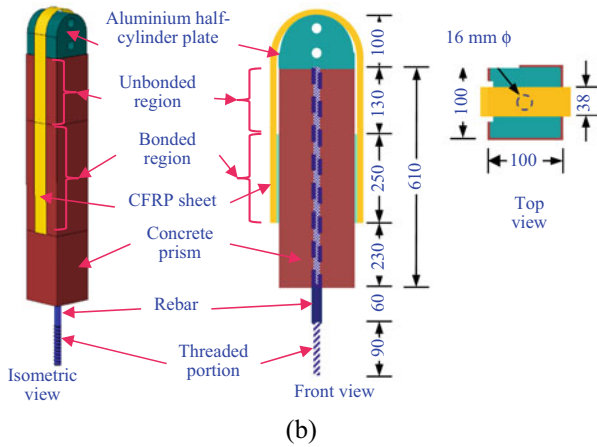 Aluminium half-
cylinder plate
Unbonded
region
Bonded
region
CFRP sheet
Concrete
prism
Rebar
Threaded
portion
Isometric
view
100
130
250
230
60
90
610
Front view
16 mm ϕ
100
38
100
Top
view
(b)